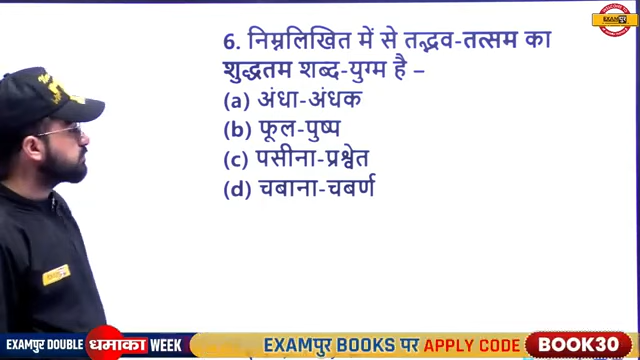 6. निम्नलिखित में से तद्भव-तत्सम का
शुद्धतम शब्द-युग्म है –
(a) अंधा-अंधक
(b) फूल-पुष्प
(c) पसीना-प्रश्वेत
(d) चबाना-चबर्ण
EXAMपुर DOUBLE धमाका WEEK
EXAMपुर BOOKS पर APPLY CODE BOOK30